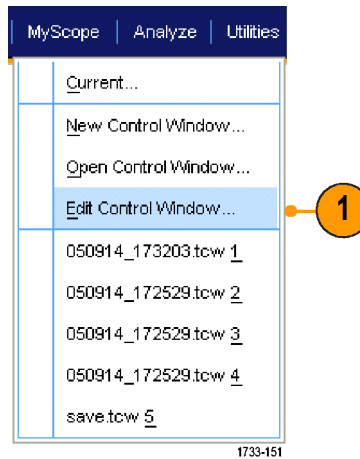 MyScope | Analyze | Utilities
Current...
New Control Window...
Open Control Window...
Edit Control Window...
1
050914_173203.tcw 1
050914_172529.tcw 2
050914_172529.tcw 3
050914_172529.tcw 4
save.tcw 5
1733-151